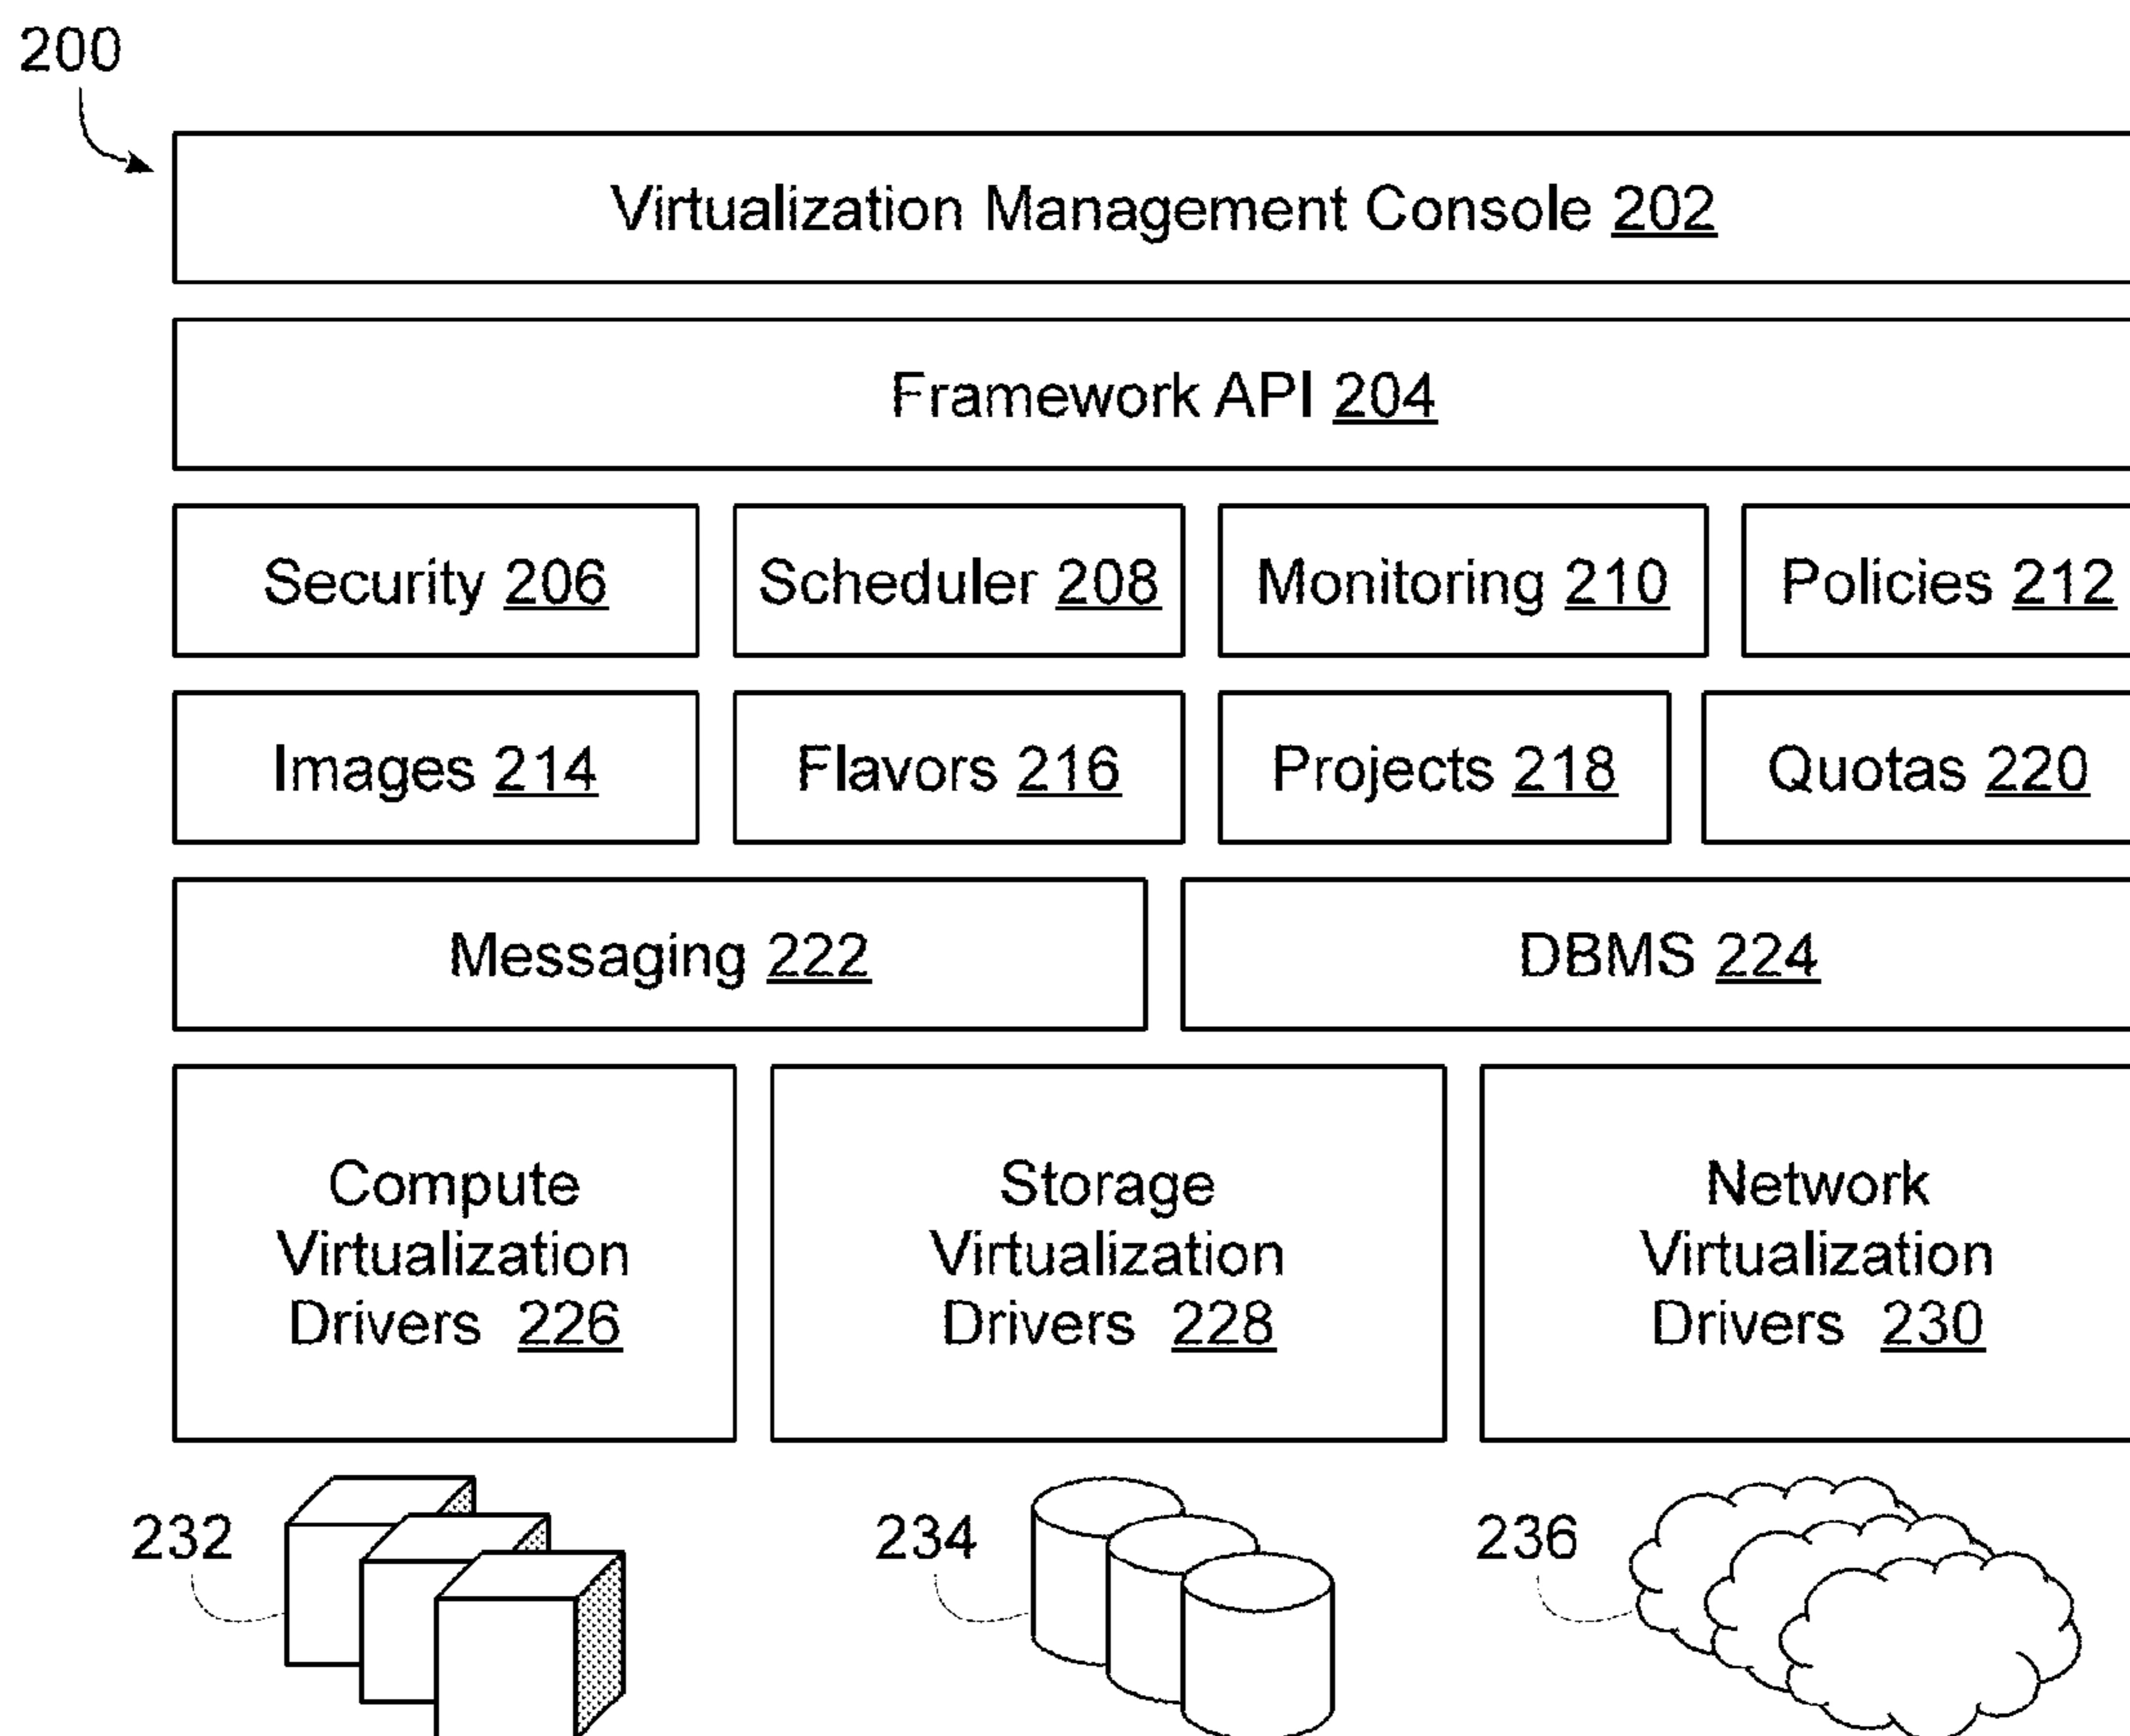 200
Virtualization Management Console 202
Framework API 204
Security 206
Scheduler 208
Monitoring 210
Policies 212
Images 214
Flavors 216
Projects 218
Quotas 220
Messaging 222
DBMS 224
Compute
Virtualization
Drivers 226
Storage
Virtualization
Drivers 228
Network
Virtualization
Drivers 230
232
234
236